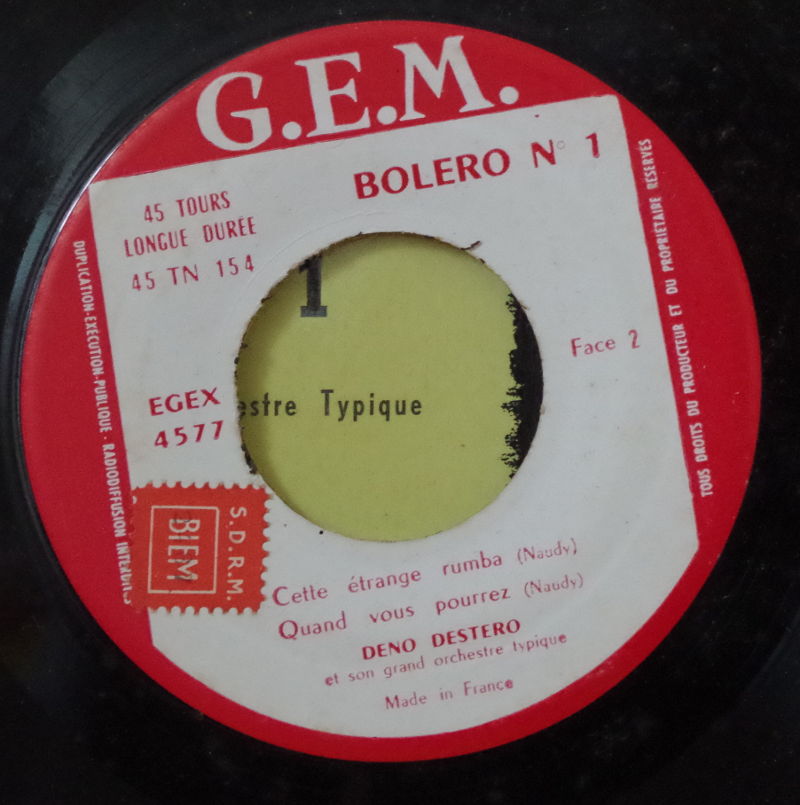 G.E.M.
BOLERO N° 1
45 TOURS
LONGUE DURÉE
45 TN 154
1
Face 2
estre Typique
EGEX
4577
S.D.R.M.
BIEM
Cette étrange rumba (Naudy)
Quand vous pourrez (Naudy)
DENO DESTERO
et son grand orchestre typique
Made in France
DUPLICATION-EXÉCUTION-PUBLIQUE - RADIODIFFUSION INTERDITES
TOUS DROITS DU PRODUCTEUR ET DU PROPRIÉTAIRE RÉSERVÉS